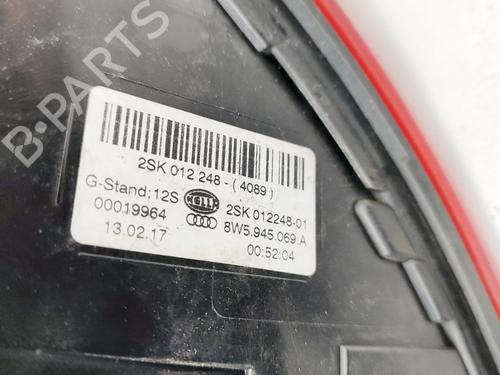 B-PARTS
2SK 012 248-(4089)
G-Stand;12S HELLA 2SK 012248-01
00019964 8W5.945.069.A
13.02.17 00:52:04